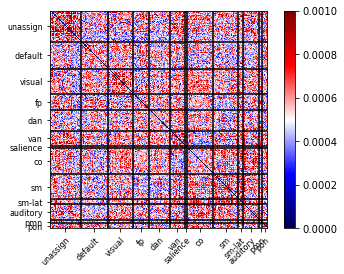 unassign
default
visual
fp
dan
van
salience
co
sm
sm-lat
auditory
pmn
pon
unassign
default
visual
fp
dan
van
salience
co
sm
sm-lat
auditory
0.0010
0.0008
0.0006
0.0004
0.0002
0.0000